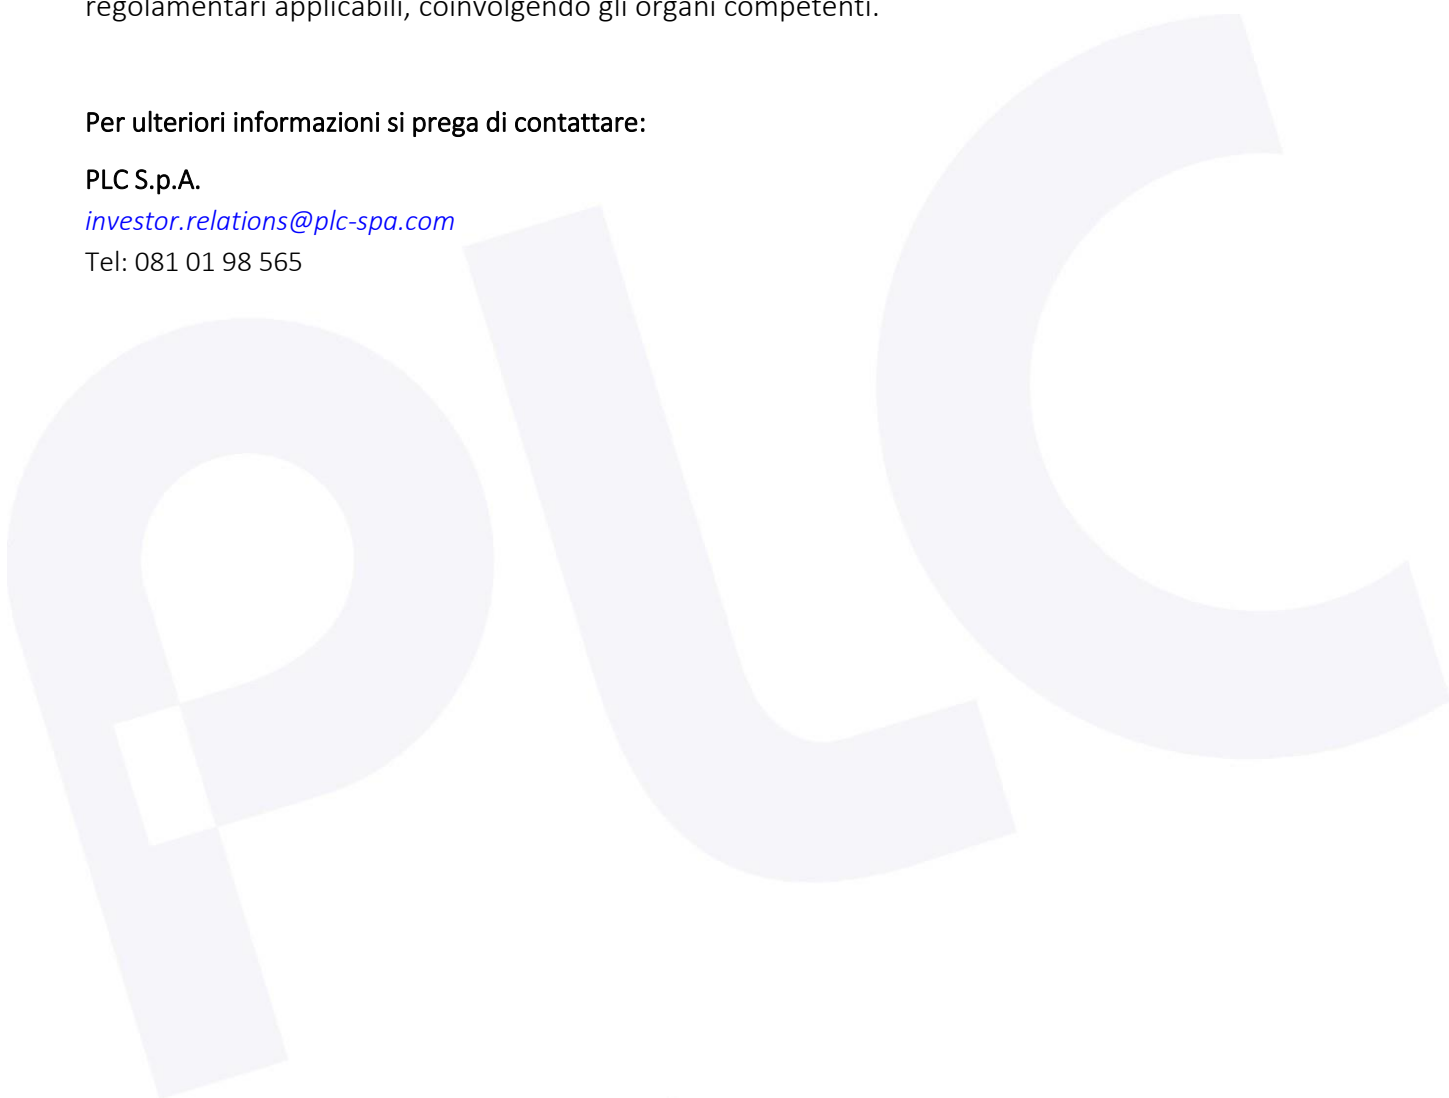 regolamentari applicabili, coinvolgendo gli organi competenti.
Per ulteriori informazioni si prega di contattare:
PLC S.p.A.
investor.relations@plc-spa.com
Tel: 081 01 98 565
PLC